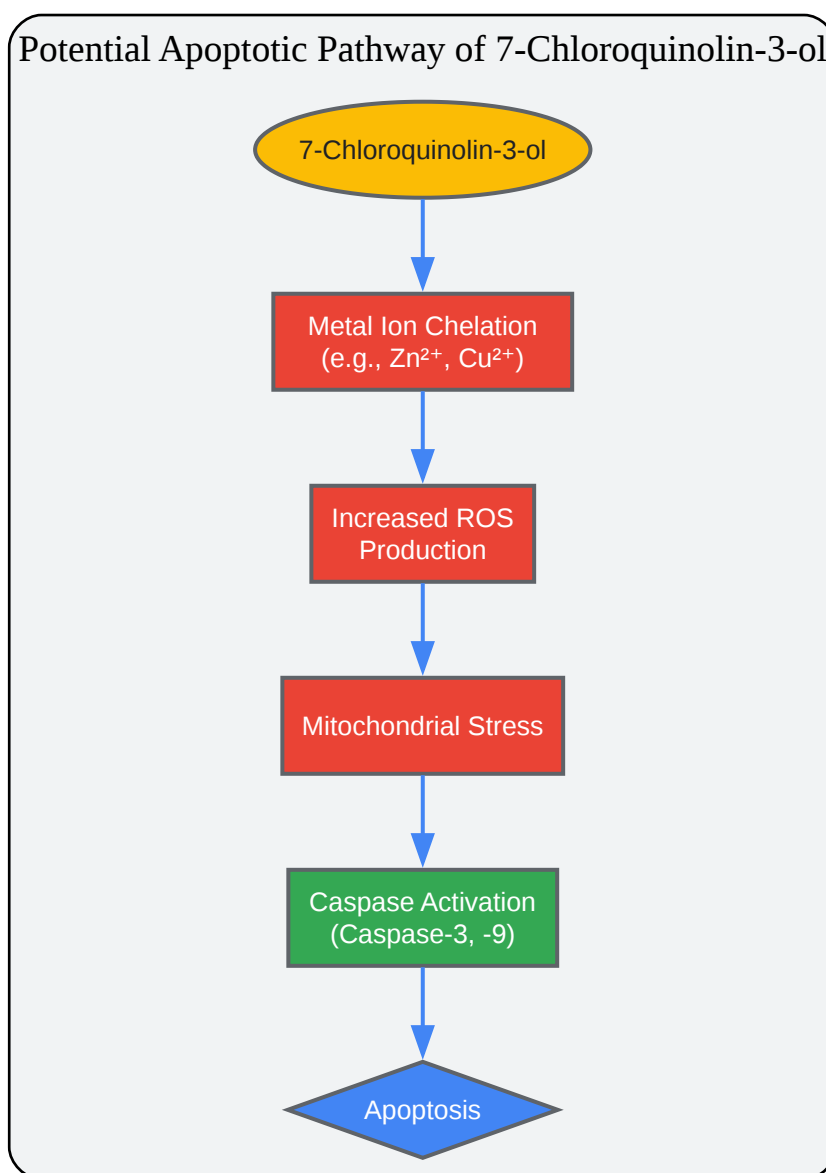 Potential Apoptotic Pathway of 7-Chloroquinolin-3-ol
7-Chloroquinolin-3-ol
Metal Ion Chelation
(e.g., Zn²⁺, Cu²⁺)
Increased ROS
Production
Mitochondrial Stress
Caspase Activation
(Caspase-3, -9)
Apoptosis